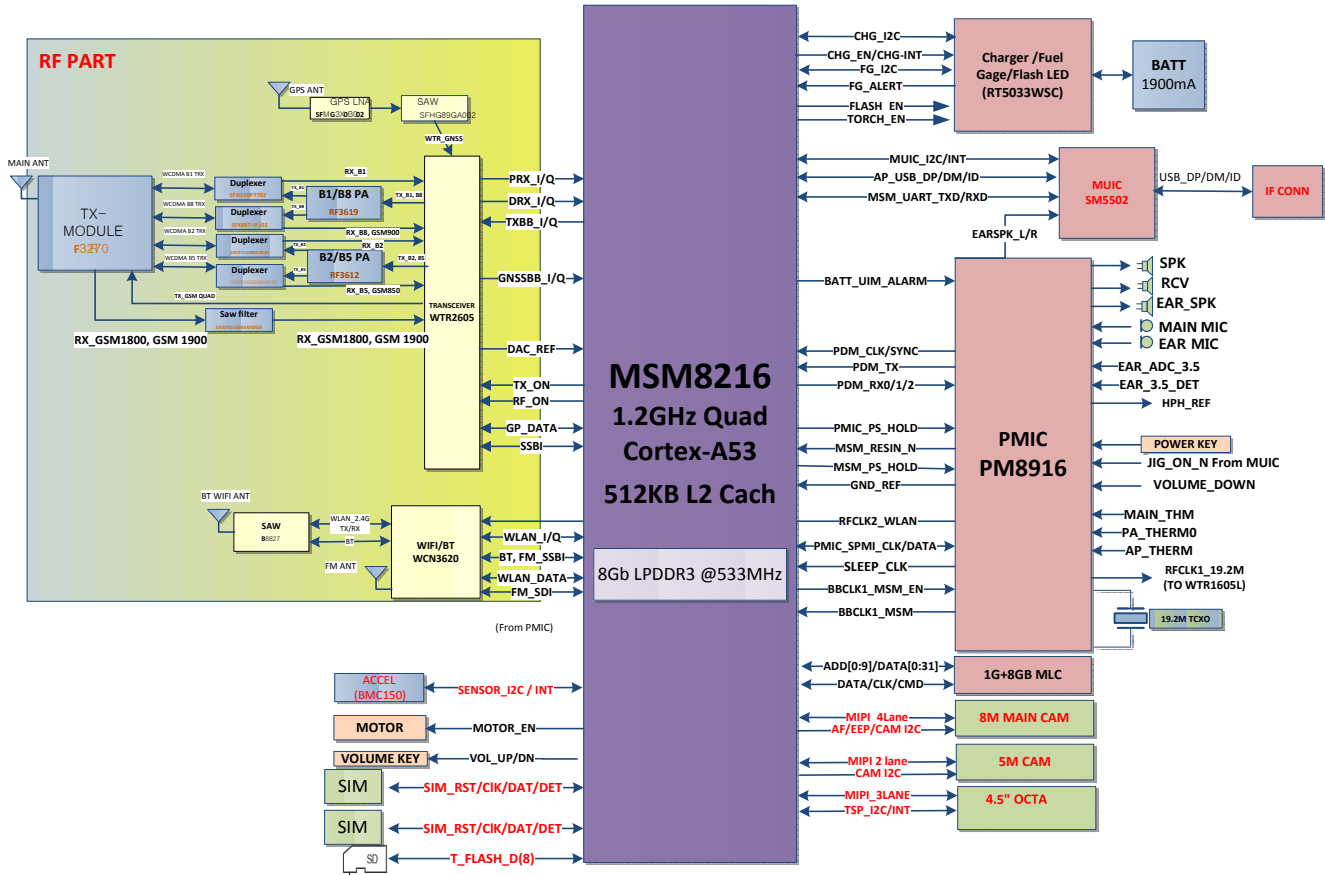 RF PART
GPS ANT
GPS LNA
SAW
SFHG89GA002
WTR_GNSS
MAIN ANT
TX-
MODULE
WCDMA B1 TRX
WCDMA B8 TRX
WCDMA B2 TRX
WCDMA B5 TRX
Duplexer
Duplexer
Duplexer
Duplexer
RX_B1
TX_B1
TX_B8
B1/B8 PA
RF3619
TX_B1, B8
RX_B8, GSM900
RX_B2
TX_B2
B2/B5 PA
RF3612
TX_B2, B5
TX_B5
RX_B5, GSM850
TX_GSM QUAD
Saw filter
RX_GSM1800, GSM 1900
RX_GSM1800, GSM 1900
TRANSCEIVER
WTR2605
PRX_I/Q
DRX_I/Q
TXBB_I/Q
GNSSBB_I/Q
DAC_REF
TX_ON
RF_ON
GP_DATA
SSBI
BT WIFI ANT
SAW
B8827
WLAN_2.4G
TX/RX
BT
FM ANT
WIFI/BT
WCN3620
WLAN_I/Q
BT, FM_SSBI
WLAN_DATA
FM_SDI
(From PMIC)
ACCEL
(BMC150)
SENSOR_I2C / INT
MOTOR
MOTOR_EN
VOLUME KEY
VOL_UP/DN
SIM
SIM_RST/ClK/DAT/DET
SIM
SIM_RST/ClK/DAT/DET
SD
T_FLASH_D(8)
MSM8216
1.2GHz Quad
Cortex-A53
512KB L2 Cach
8Gb LPDDR3 @533MHz
CHG_I2C
CHG_EN/CHG-INT
FG_I2C
FG_ALERT
FLASH_EN
TORCH_EN
Charger /Fuel
Gage/Flash LED
(RT5033WSC)
BATT
1900mA
MUIC_I2C/INT
AP_USB_DP/DM/ID
MSM_UART_TXD/RXD
MUIC
SM5502
USB_DP/DM/ID
IF CONN
EARSPK_L/R
BATT_UIM_ALARM
PDM_CLK/SYNC
PDM_TX
PDM_RX0/1/2
PMIC_PS_HOLD
MSM_RESIN_N
MSM_PS_HOLD
GND_REF
RFCLK2_WLAN
PMIC_SPMI_CLK/DATA
SLEEP_CLK
BBCLK1_MSM_EN
BBCLK1_MSM
PMIC
PM8916
SPK
RCV
EAR_SPK
MAIN MIC
EAR MIC
EAR_ADC_3.5
EAR_3.5_DET
HPH_REF
POWER KEY
JIG_ON_N From MUIC
VOLUME_DOWN
MAIN_THM
PA_THERM0
AP_THERM
RFCLK1_19.2M
(TO WTR1605L)
19.2M TCXO
ADD[0:9]/DATA[0:31]
DATA/CLK/CMD
1G+8GB MLC
MIPI_4Lane
AF/EEP/CAM I2C
8M MAIN CAM
MIPI 2 lane
CAM I2C
5M CAM
MIPI_3LANE
TSP_I2C/INT
4.5" OCTA